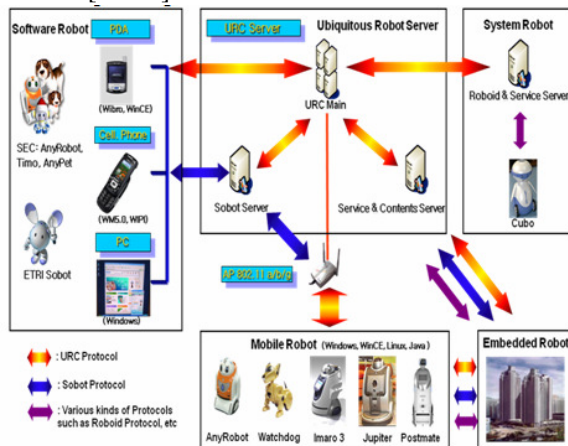 Software Robot
PDA
(Wibro, WinCE)
SEC: AnyRobot,
Timo, AnyPet
Cell. Phone
(WM5.0, WIPI)
ETRI Sobot
PC
(Windows)
Ubiquitous Robot Server
URC Server
URC Main
Sobot Server
Service & Contents Server
AP 802.11 a/b/g
System Robot
Roboid & Service Server
Cubo
: URC Protocol
: Sobot Protocol
: Various kinds of Protocols
such as Roboid Protocol, etc
Mobile Robot (Windows, WinCE, Linux, Java)
AnyRobot Watchdog Imaro 3 Jupiter Postmate
Embedded Robot